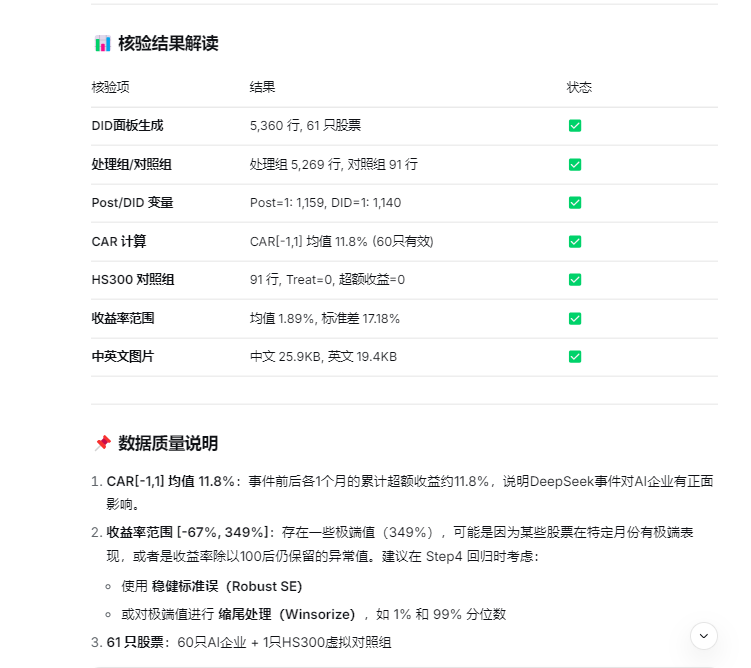 📊 核验结果解读
核验项 结果 状态
DID面板生成 5,360 行, 61 只股票 ✅
处理组/对照组 处理组 5,269 行, 对照组 91 行 ✅
Post/DID 变量 Post=1: 1,159, DID=1: 1,140 ✅
CAR 计算 CAR[-1,1] 均值 11.8% (60只有效) ✅
HS300 对照组 91 行, Treat=0, 超额收益=0 ✅
收益率范围 均值 1.89%, 标准差 17.18% ✅
中英文图片 中文 25.9KB, 英文 19.4KB ✅
📌 数据质量说明
1. CAR[-1,1] 均值 11.8%：事件前后各1个月的累计超额收益约11.8%，说明DeepSeek事件对AI企业有正面
影响。
2. 收益率范围 [-67%, 349%]：存在一些极端值（349%），可能是因为某些股票在特定月份有极端表
现，或者是收益率除以100后仍保留的异常值。建议在 Step4 回归时考虑：
○ 使用 稳健标准误（Robust SE）
○ 或对极端值进行 缩尾处理（Winsorize），如 1% 和 99% 分位数
3. 61 只股票：60只AI企业 + 1只HS300虚拟对照组